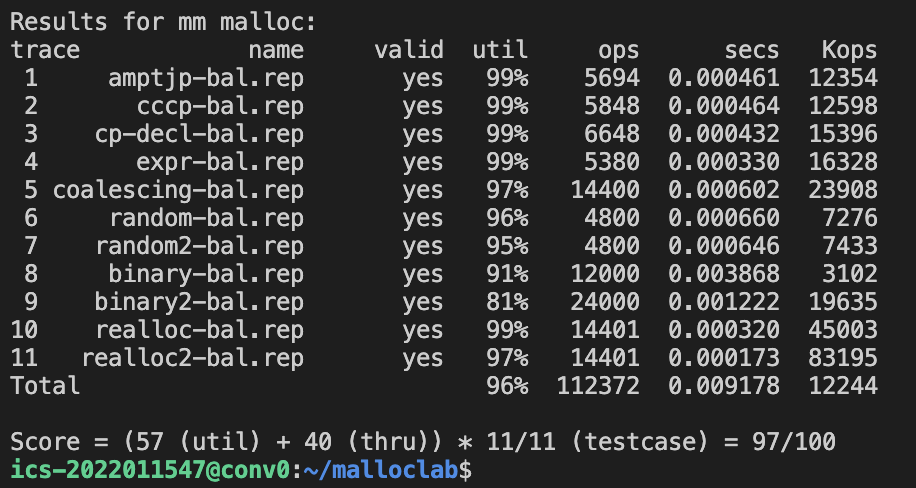 Results for mm malloc:
trace name valid util ops secs Kops
1 amptjp-bal.rep yes 99% 5694 0.000461 12354
2 cccp-bal.rep yes 99% 5848 0.000464 12598
3 cp-decl-bal.rep yes 99% 6648 0.000432 15396
4 expr-bal.rep yes 99% 5380 0.000330 16328
5 coalescing-bal.rep yes 97% 14400 0.000602 23908
6 random-bal.rep yes 96% 4800 0.000660 7276
7 random2-bal.rep yes 95% 4800 0.000646 7433
8 binary-bal.rep yes 91% 12000 0.003868 3102
9 binary2-bal.rep yes 81% 24000 0.001222 19635
10 realloc-bal.rep yes 99% 14401 0.000320 45003
11 realloc2-bal.rep yes 97% 14401 0.000173 83195
Total 96% 112372 0.009178 12244
Score = (57 (util) + 40 (thru)) * 11/11 (testcase) = 97/100
ics-2022011547@conv0:~/malloclab$